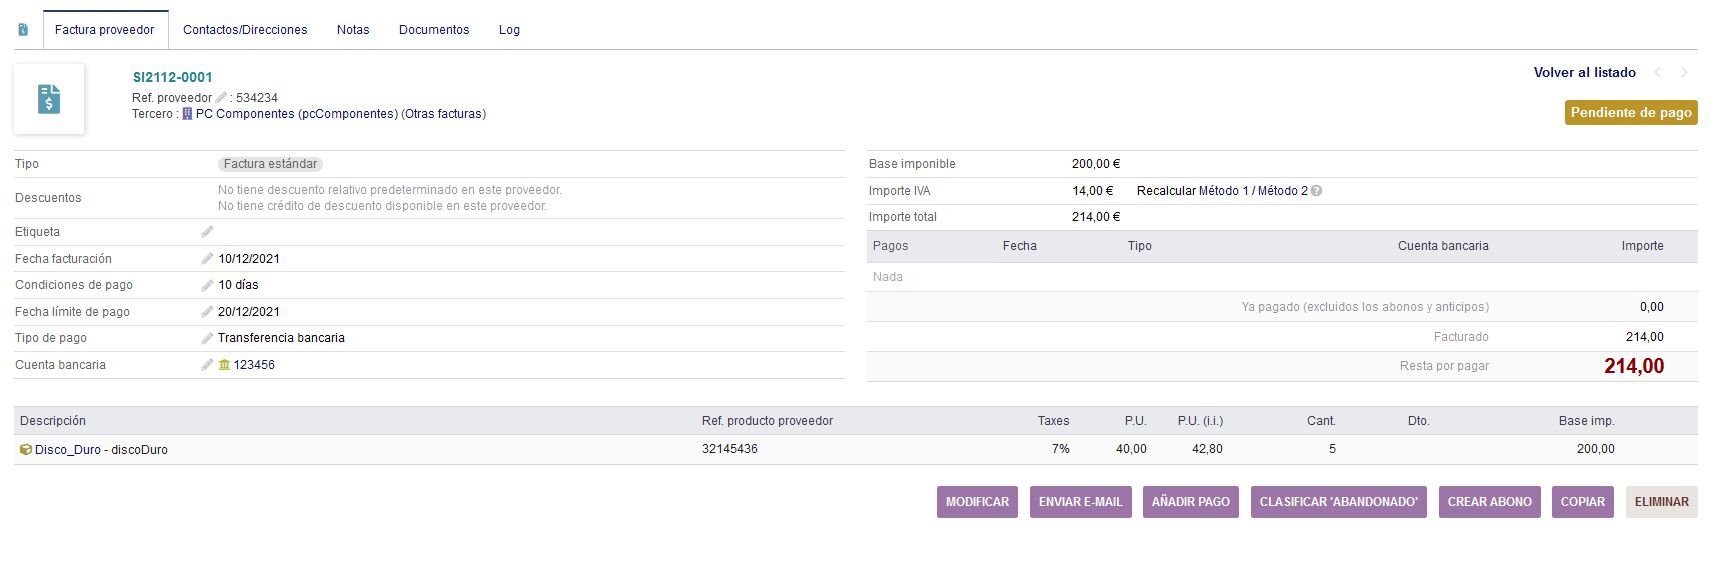 Factura proveedor Contactos/Direcciones Notas Documentos Log
SI2112-0001
Volver al listado
Ref. proveedor : 534234
Tercero : PC Componentes (pcComponentes) (Otras facturas)
Pendiente de pago
Tipo Factura estándar
Descuentos No tiene descuento relativo predeterminado en este proveedor.
No tiene crédito de descuento disponible en este proveedor.
Etiqueta
Fecha facturación 10/12/2021
Condiciones de pago 10 días
Fecha límite de pago 20/12/2021
Tipo de pago Transferencia bancaria
Cuenta bancaria 123456
Base imponible 200,00 €
Importe IVA 14,00 € Recalcular Método 1 / Método 2 ?
Importe total 214,00 €
Pagos Fecha Tipo Cuenta bancaria Importe
Nada
Ya pagado (excluidos los abonos y anticipos) 0,00
Facturado 214,00
Resta por pagar 214,00
Descripción Ref. producto proveedor Taxes P.U. P.U. (i.i.) Cant. Dto. Base imp.
Disco_Duro - discoDuro 32145436 7% 40,00 42,80 5 200,00
MODIFICAR ENVIAR E-MAIL AÑADIR PAGO CLASIFICAR 'ABANDONADO' CREAR ABONO COPIAR ELIMINAR